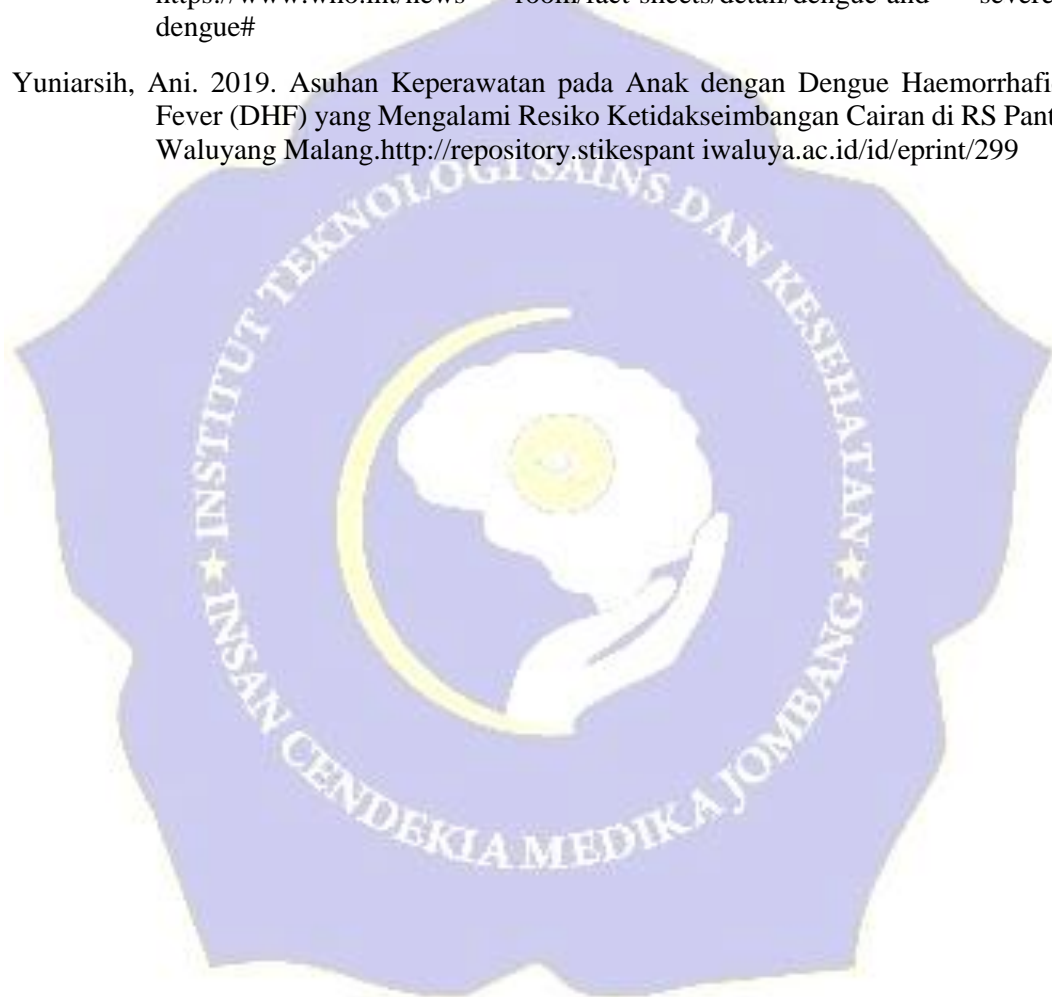 https://www.who.int/news room/fact-sheets/detail/dengue-and severe
dengue#
Yuniarsih, Ani. 2019. Asuhan Keperawatan pada Anak dengan Dengue Haemorrhafi
Fever (DHF) yang Mengalami Resiko Ketidakseimbangan Cairan di RS Pant
Waluyang Malang.http://repository.stikespant iwaluya.ac.id/id/eprint/299
INSTITUT TEKNOLOGI SAINS DAN KESEHATAN
INSAN CENDEKIA MEDIKA JOMBANG